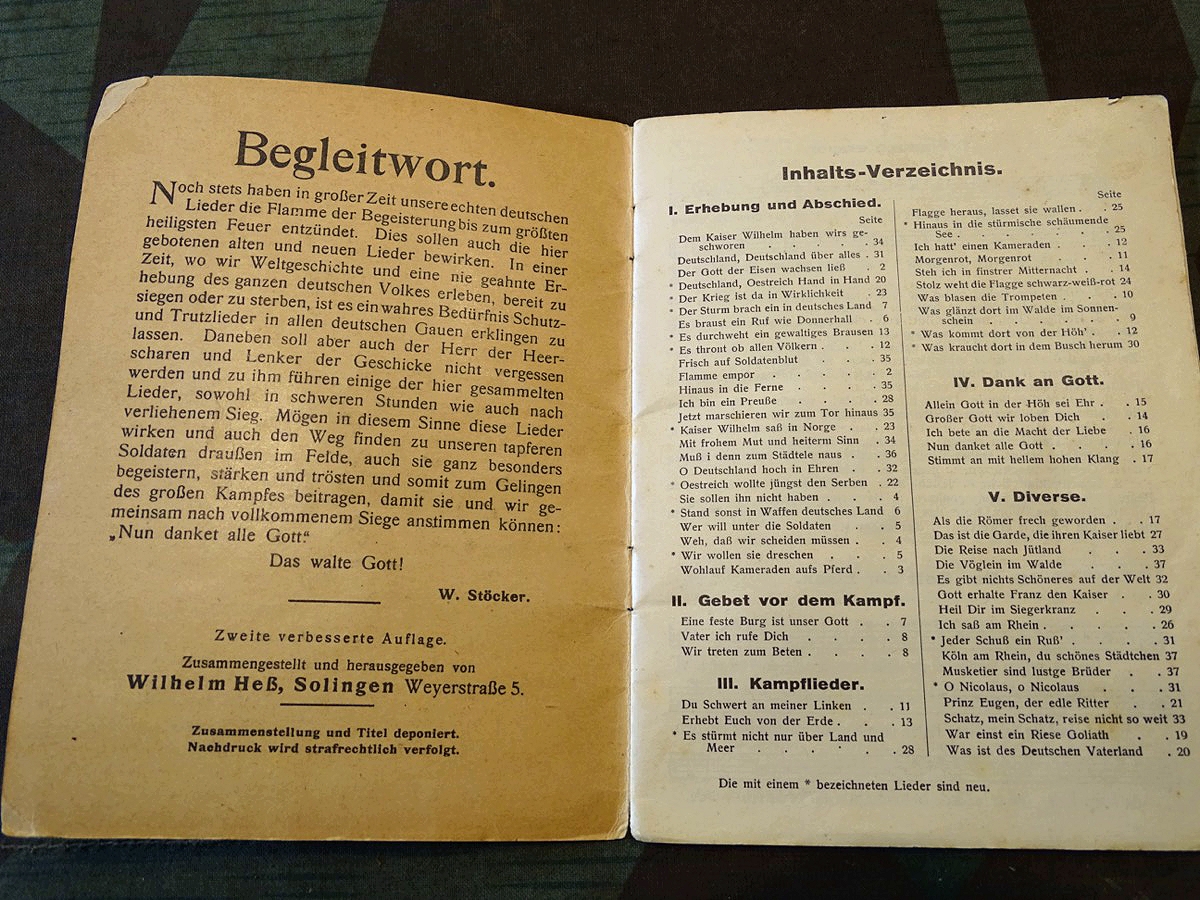 Begleitwort.
Noch stets haben in großer Zeit unsere echten deutschen
Lieder die Flamme der Begeisterung bis zum größten
heiligsten Feuer entzündet. Dies sollen auch die hier
gebotenen alten und neuen Lieder bewirken. In einer
Zeit, wo wir Weltgeschichte und eine nie geahnte Er-
hebung des ganzen deutschen Volkes erleben, bereit zu
siegen oder zu sterben, ist es ein wahres Bedürfnis Schutz-
und Trutzlieder in allen deutschen Gauen erklingen zu
lassen. Daneben soll aber auch der Herr der Heer-
scharen und Lenker der Geschicke nicht vergessen
werden und zu ihm führen einige der hier gesammelten
Lieder, sowohl in schweren Stunden wie auch nach
verliehenem Sieg. Mögen in diesem Sinne diese Lieder
wirken und auch den Weg finden zu unseren tapferen
Soldaten draußen im Felde, auch sie ganz besonders
begeistern, stärken und trösten und somit zum Gelingen
des großen Kampfes beitragen, damit sie und wir ge-
meinsam nach vollkommenem Siege anstimmen können:
„Nun danket alle Gott“
Das walte Gott!
W. Stöcker.
Zweite verbesserte Auflage.
Zusammengestellt und herausgegeben von
Wilhelm Heß, Solingen Weyerstraße 5.
Zusammenstellung und Titel deponiert.
Nachdruck wird strafrechtlich verfolgt.
Inhalts-Verzeichnis.
I. Erhebung und Abschied.
Seite
Dem Kaiser Wilhelm haben wirs ge-
schworen . . . . . 34
Deutschland, Deutschland über alles . 31
Der Gott der Eisen wachsen ließ . 2
* Deutschland, Oestreich Hand in Hand 20
* Der Krieg ist da in Wirklichkeit . 23
* Der Sturm brach ein in deutsches Land 7
Es braust ein Ruf wie Donnerhall . 6
* Es durchweht ein gewaltiges Brausen 13
* Es thront ob allen Völkern . . . 12
Frisch auf Soldatenblut . . . 35
Flamme empor . . . . . 2
Hinaus in die Ferne . . . . 35
Ich bin ein Preuße . . . . 28
Jetzt marschieren wir zum Tor hinaus 35
* Kaiser Wilhelm saß in Norge . . 23
Mit frohem Mut und heiterm Sinn . 34
Muß i denn zum Städtele naus . . 36
O Deutschland hoch in Ehren . . 32
* Oestreich wollte jüngst den Serben . 22
Sie sollen ihn nicht haben . . . 4
* Stand sonst in Waffen deutsches Land 6
Wer will unter die Soldaten . . 5
Weh, daß wir scheiden müssen . . 4
* Wir wollen sie dreschen . . . 5
Wohlauf Kameraden aufs Pferd . . 3
II. Gebet vor dem Kampf.
Eine feste Burg ist unser Gott . . 7
Vater ich rufe Dich . . . . 8
Wir treten zum Beten . . . . 8
III. Kampflieder.
Du Schwert an meiner Linken . . 11
Erhebt Euch von der Erde . . . 13
* Es stürmt nicht nur über Land und
Meer . . . . . . 28
Seite
Flagge heraus, lasset sie wallen . . 25
* Hinaus in die stürmische schäumende
See . . . . . . 25
Ich hatt' einen Kameraden . . . 12
Morgenrot, Morgenrot . . . 11
Steh ich in finstrer Mitternacht . . 14
Stolz weht die Flagge schwarz-weiß-rot 24
Was blasen die Trompeten . . . 10
Was glänzt dort im Walde im Sonnen-
schein . . . . . . 9
* Was kommt dort von der Höh' . . 12
* Was kraucht dort in dem Busch herum 30
IV. Dank an Gott.
Allein Gott in der Höh sei Ehr . . 15
Großer Gott wir loben Dich . . 14
Ich bete an die Macht der Liebe . 16
Nun danket alle Gott . . . . 16
Stimmt an mit hellem hohen Klang . 17
V. Diverse.
Als die Römer frech geworden . . 17
Das ist die Garde, die ihren Kaiser liebt 27
Die Reise nach Jütland . . . 33
Die Vöglein im Walde . . . 37
Es gibt nichts Schöneres auf der Welt 32
Gott erhalte Franz den Kaiser . . 30
Heil Dir im Siegerkranz . . . 29
Ich saß am Rhein . . . . . 26
* Jeder Schuß ein Ruß' . . . . 31
Köln am Rhein, du schönes Städtchen 37
Musketier sind lustge Brüder . . 37
* O Nicolaus, o Nicolaus . . . 31
Prinz Eugen, der edle Ritter . . 21
Schatz, mein Schatz, reise nicht so weit 33
War einst ein Riese Goliath . . 19
Was ist des Deutschen Vaterland . 20
Die mit einem * bezeichneten Lieder sind neu.